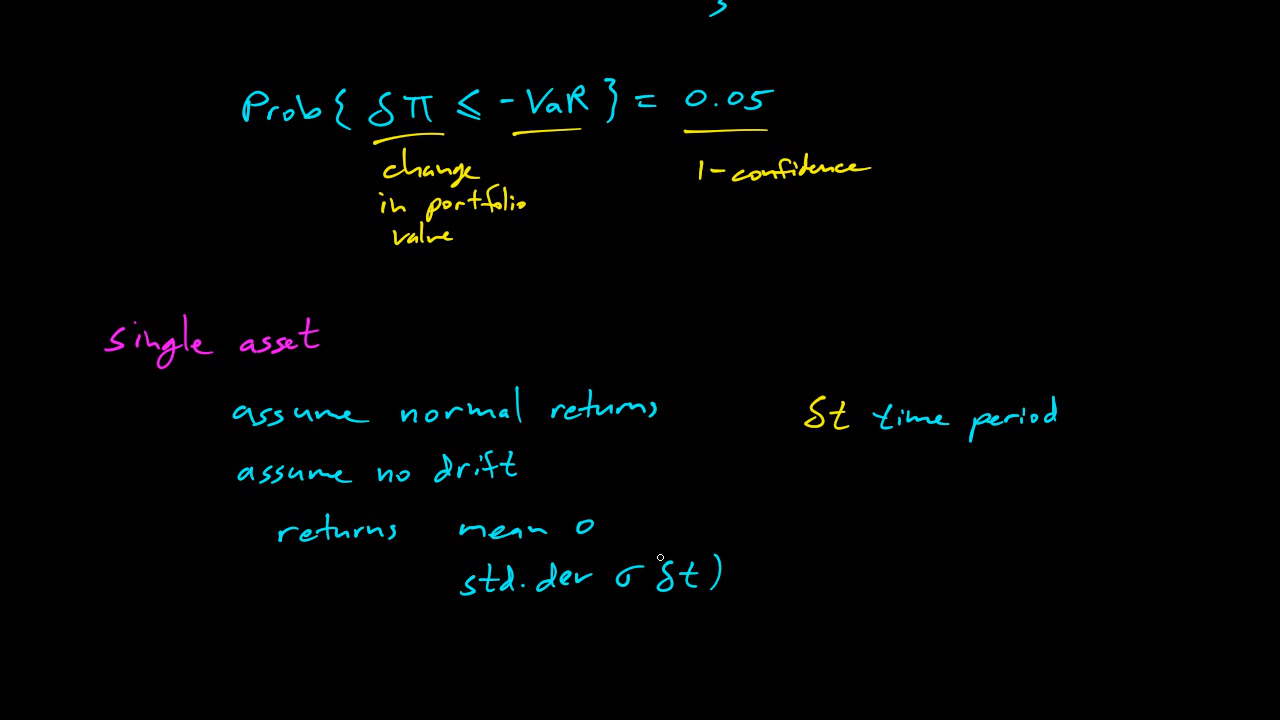 Prob{ δπ ≤ - VaR } = 0.05
change
in portfolio
value
1 - confidence
single asset
assume normal returns
δt time period
assume no drift
returns mean 0
std.dev σ δt)